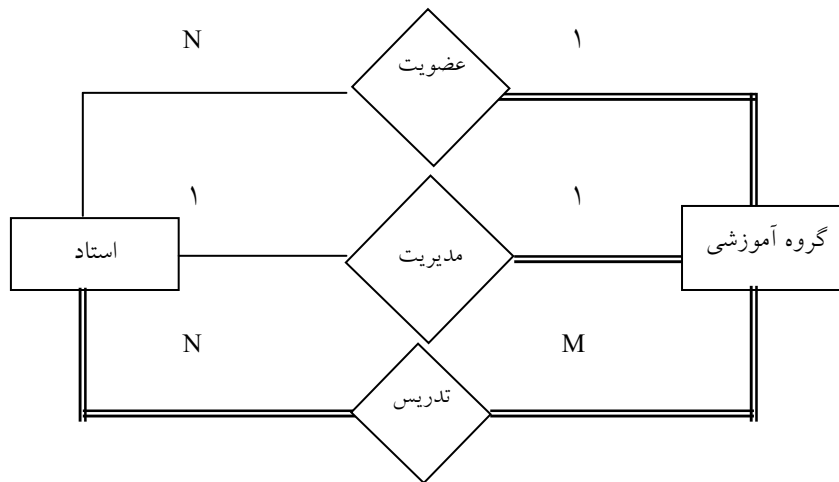 N ۱
عضویت
۱ ۱
استاد مدیریت گروه آموزشی
N M
تدریس